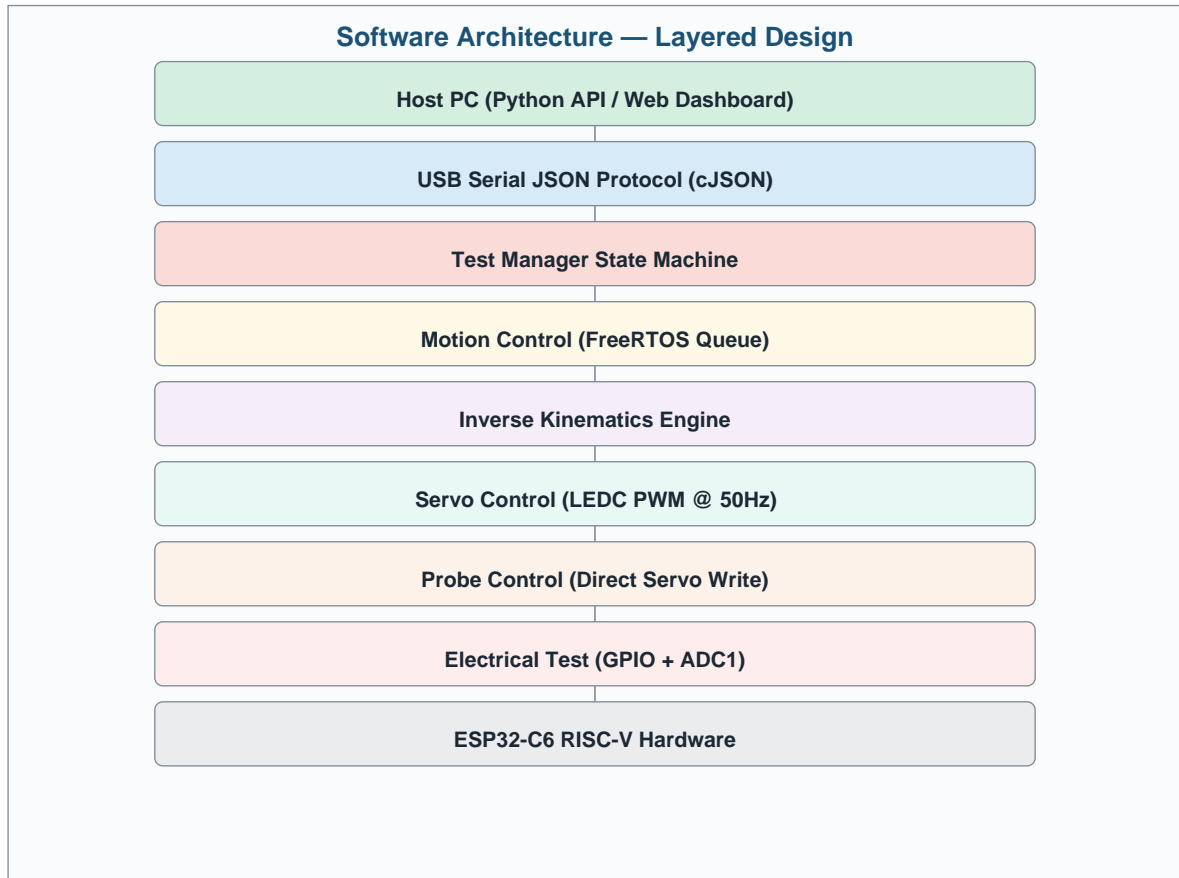 Software Architecture — Layered Design
Host PC (Python API / Web Dashboard)
USB Serial JSON Protocol (cJSON)
Test Manager State Machine
Motion Control (FreeRTOS Queue)
Inverse Kinematics Engine
Servo Control (LEDC PWM @ 50Hz)
Probe Control (Direct Servo Write)
Electrical Test (GPIO + ADC1)
ESP32-C6 RISC-V Hardware